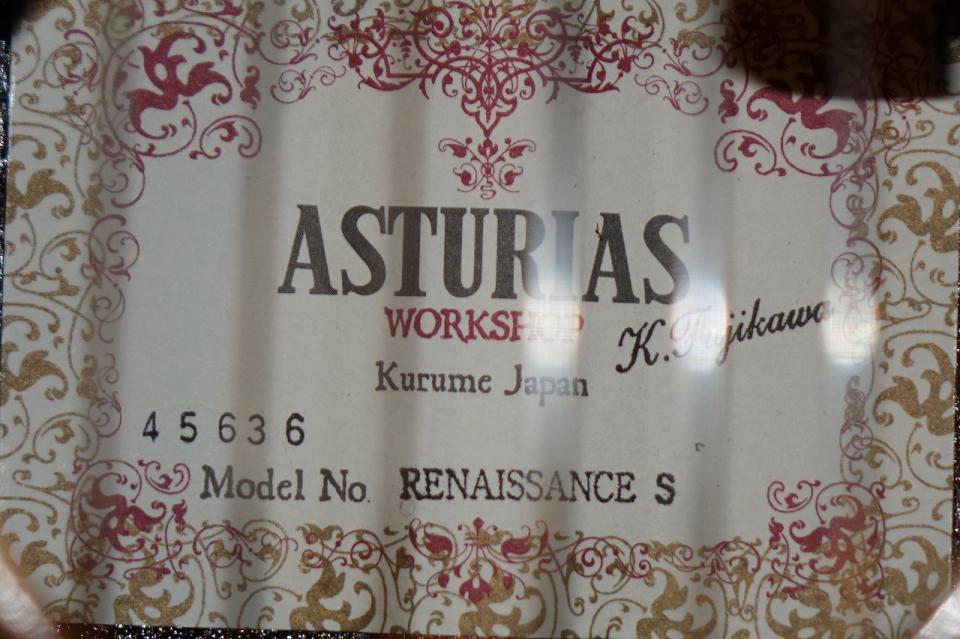 ASTURIAS
WORKSHOP
K. Fujikawa
Kurume Japan
45636
Model No. RENAISSANCE S